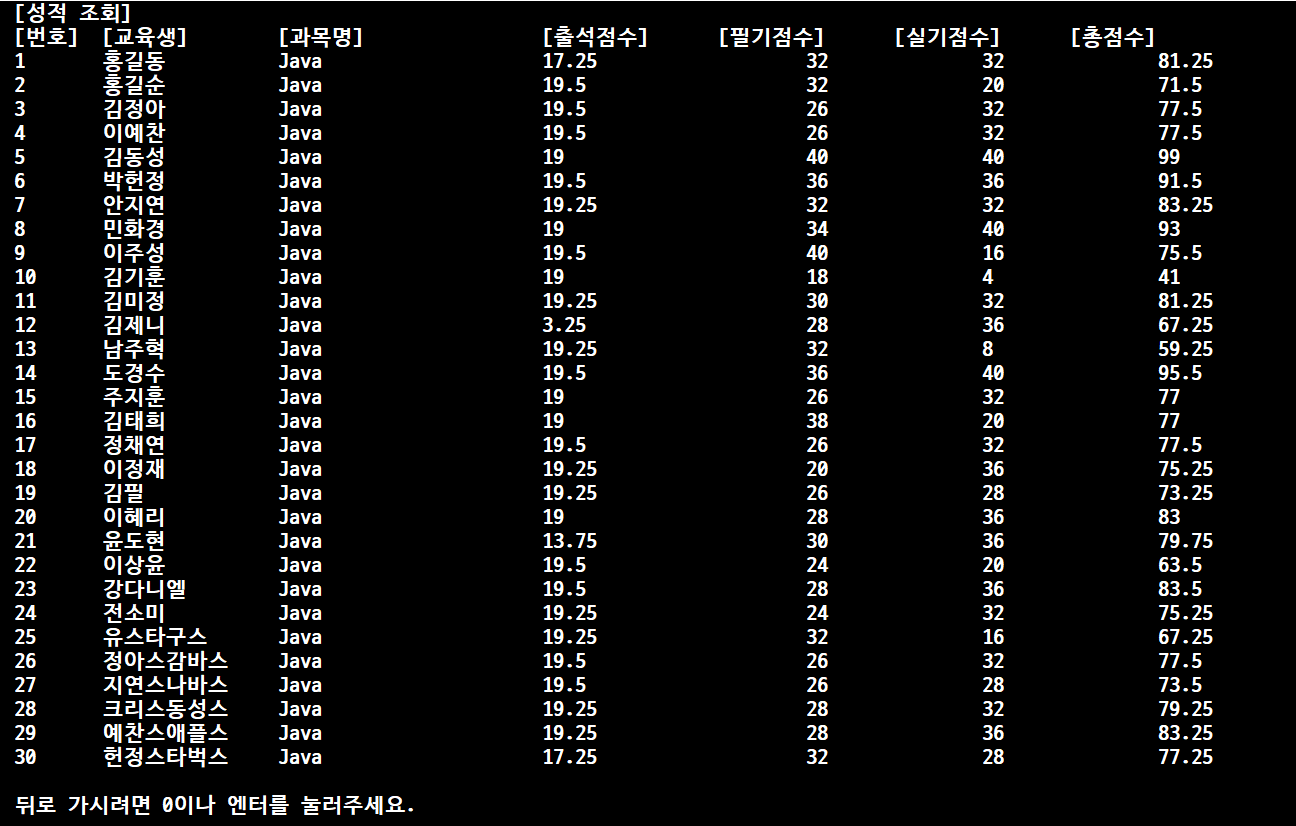 [성적 조회]
[번호] [교육생] [과목명] [출석점수] [필기점수] [실기점수] [총점수]
1 홍길동 Java 17.25 32 32 81.25
2 홍길순 Java 19.5 32 20 71.5
3 김정아 Java 19.5 26 32 77.5
4 이예찬 Java 19.5 26 32 77.5
5 김동성 Java 19 40 40 99
6 박헌정 Java 19.5 36 36 91.5
7 안지연 Java 19.25 32 32 83.25
8 민화경 Java 19 34 40 93
9 이주성 Java 19.5 40 16 75.5
10 김기훈 Java 19 18 4 41
11 김미정 Java 19.25 30 32 81.25
12 김제니 Java 3.25 28 36 67.25
13 남주혁 Java 19.25 32 8 59.25
14 도경수 Java 19.5 36 40 95.5
15 주지훈 Java 19 26 32 77
16 김태희 Java 19 38 20 77
17 정채연 Java 19.5 26 32 77.5
18 이정재 Java 19.25 20 36 75.25
19 김필 Java 19.25 26 28 73.25
20 이혜리 Java 19 28 36 83
21 윤도현 Java 13.75 30 36 79.75
22 이상윤 Java 19.5 24 20 63.5
23 강다니엘 Java 19.5 28 36 83.5
24 전소미 Java 19.25 24 32 75.25
25 유스타구스 Java 19.25 32 16 67.25
26 정아스감바스 Java 19.5 26 32 77.5
27 지연스나바스 Java 19.5 26 28 73.5
28 크리스동성스 Java 19.25 28 32 79.25
29 예찬스애플스 Java 19.25 28 36 83.25
30 헌정스타벅스 Java 17.25 32 28 77.25
뒤로 가시려면 0이나 엔터를 눌러주세요.